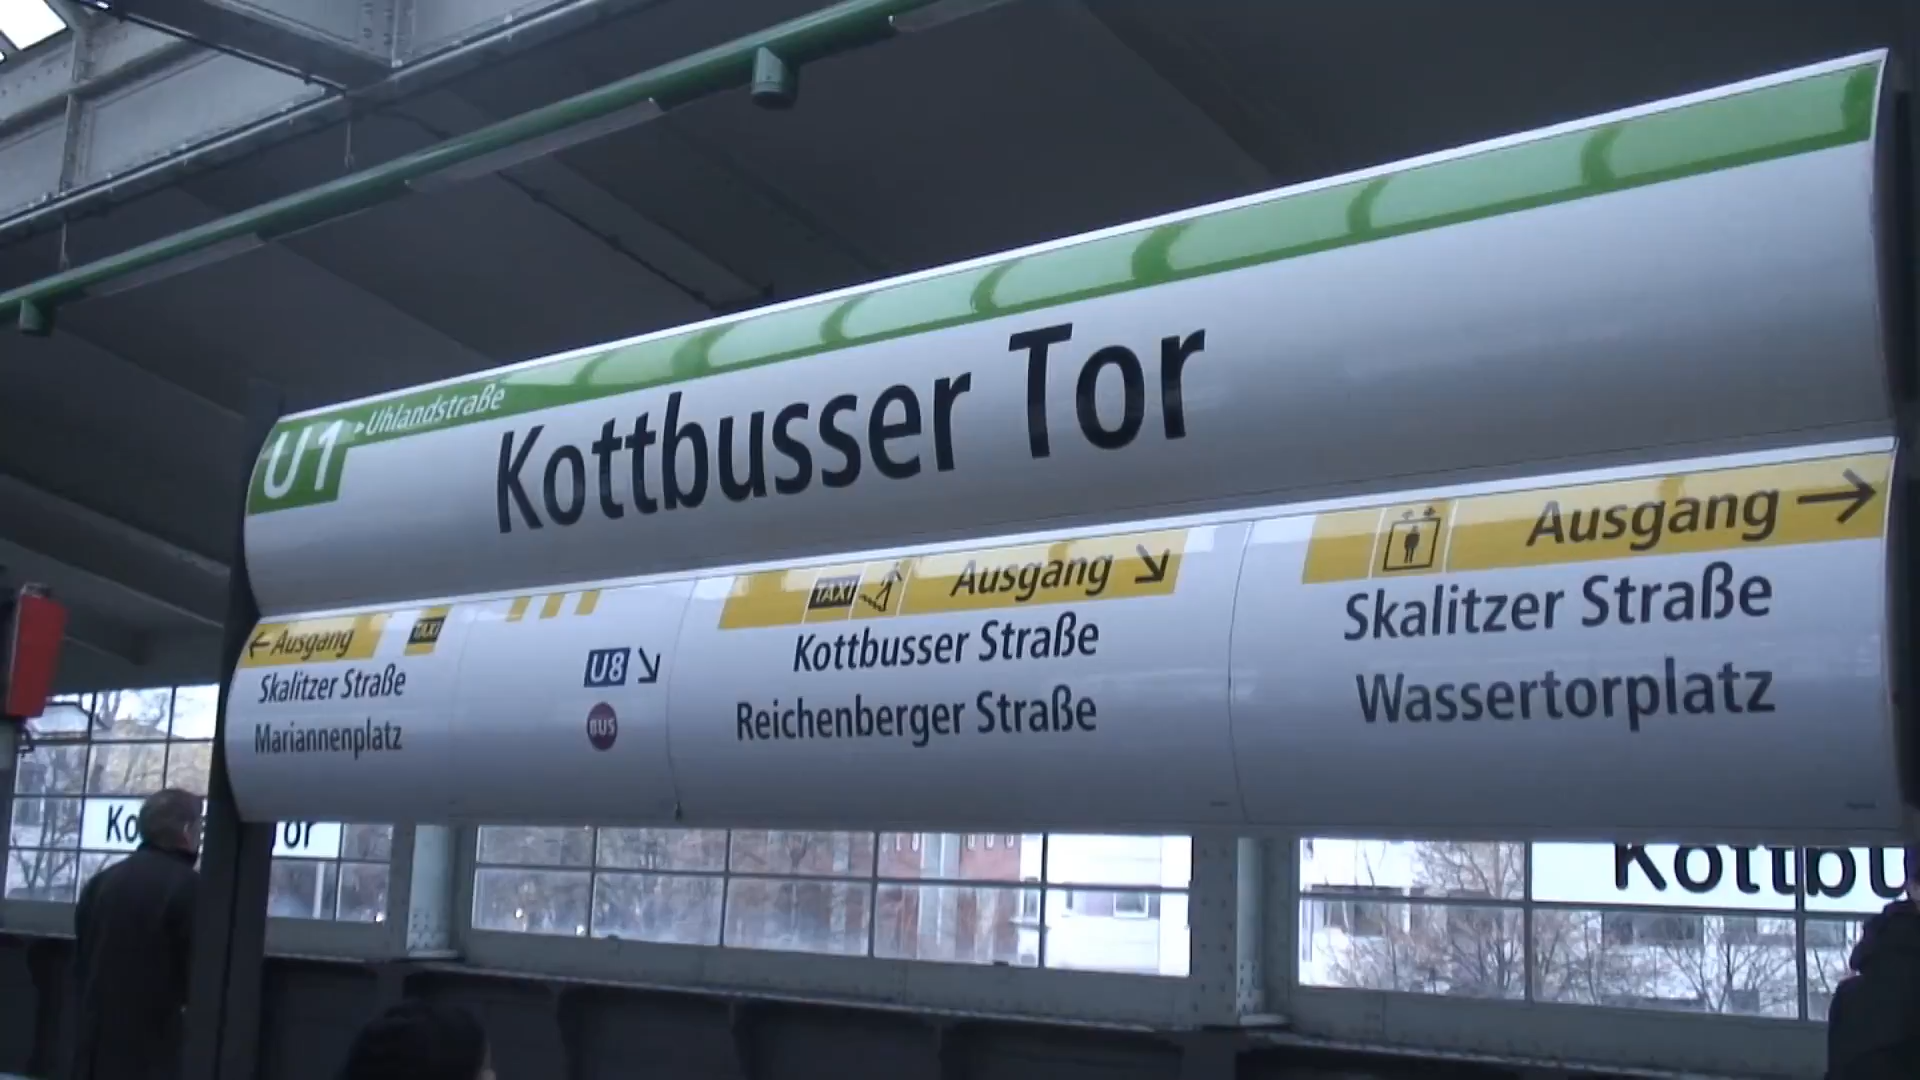 U1 ▸Uhlandstraße
Kottbusser Tor
← Ausgang TAXI
Skalitzer Straße
Mariannenplatz
U8 ↘
BUS
TAXI Ausgang ↘
Kottbusser Straße
Reichenberger Straße
Ausgang →
Skalitzer Straße
Wassertorplatz
Ko
Tor
Kottbu